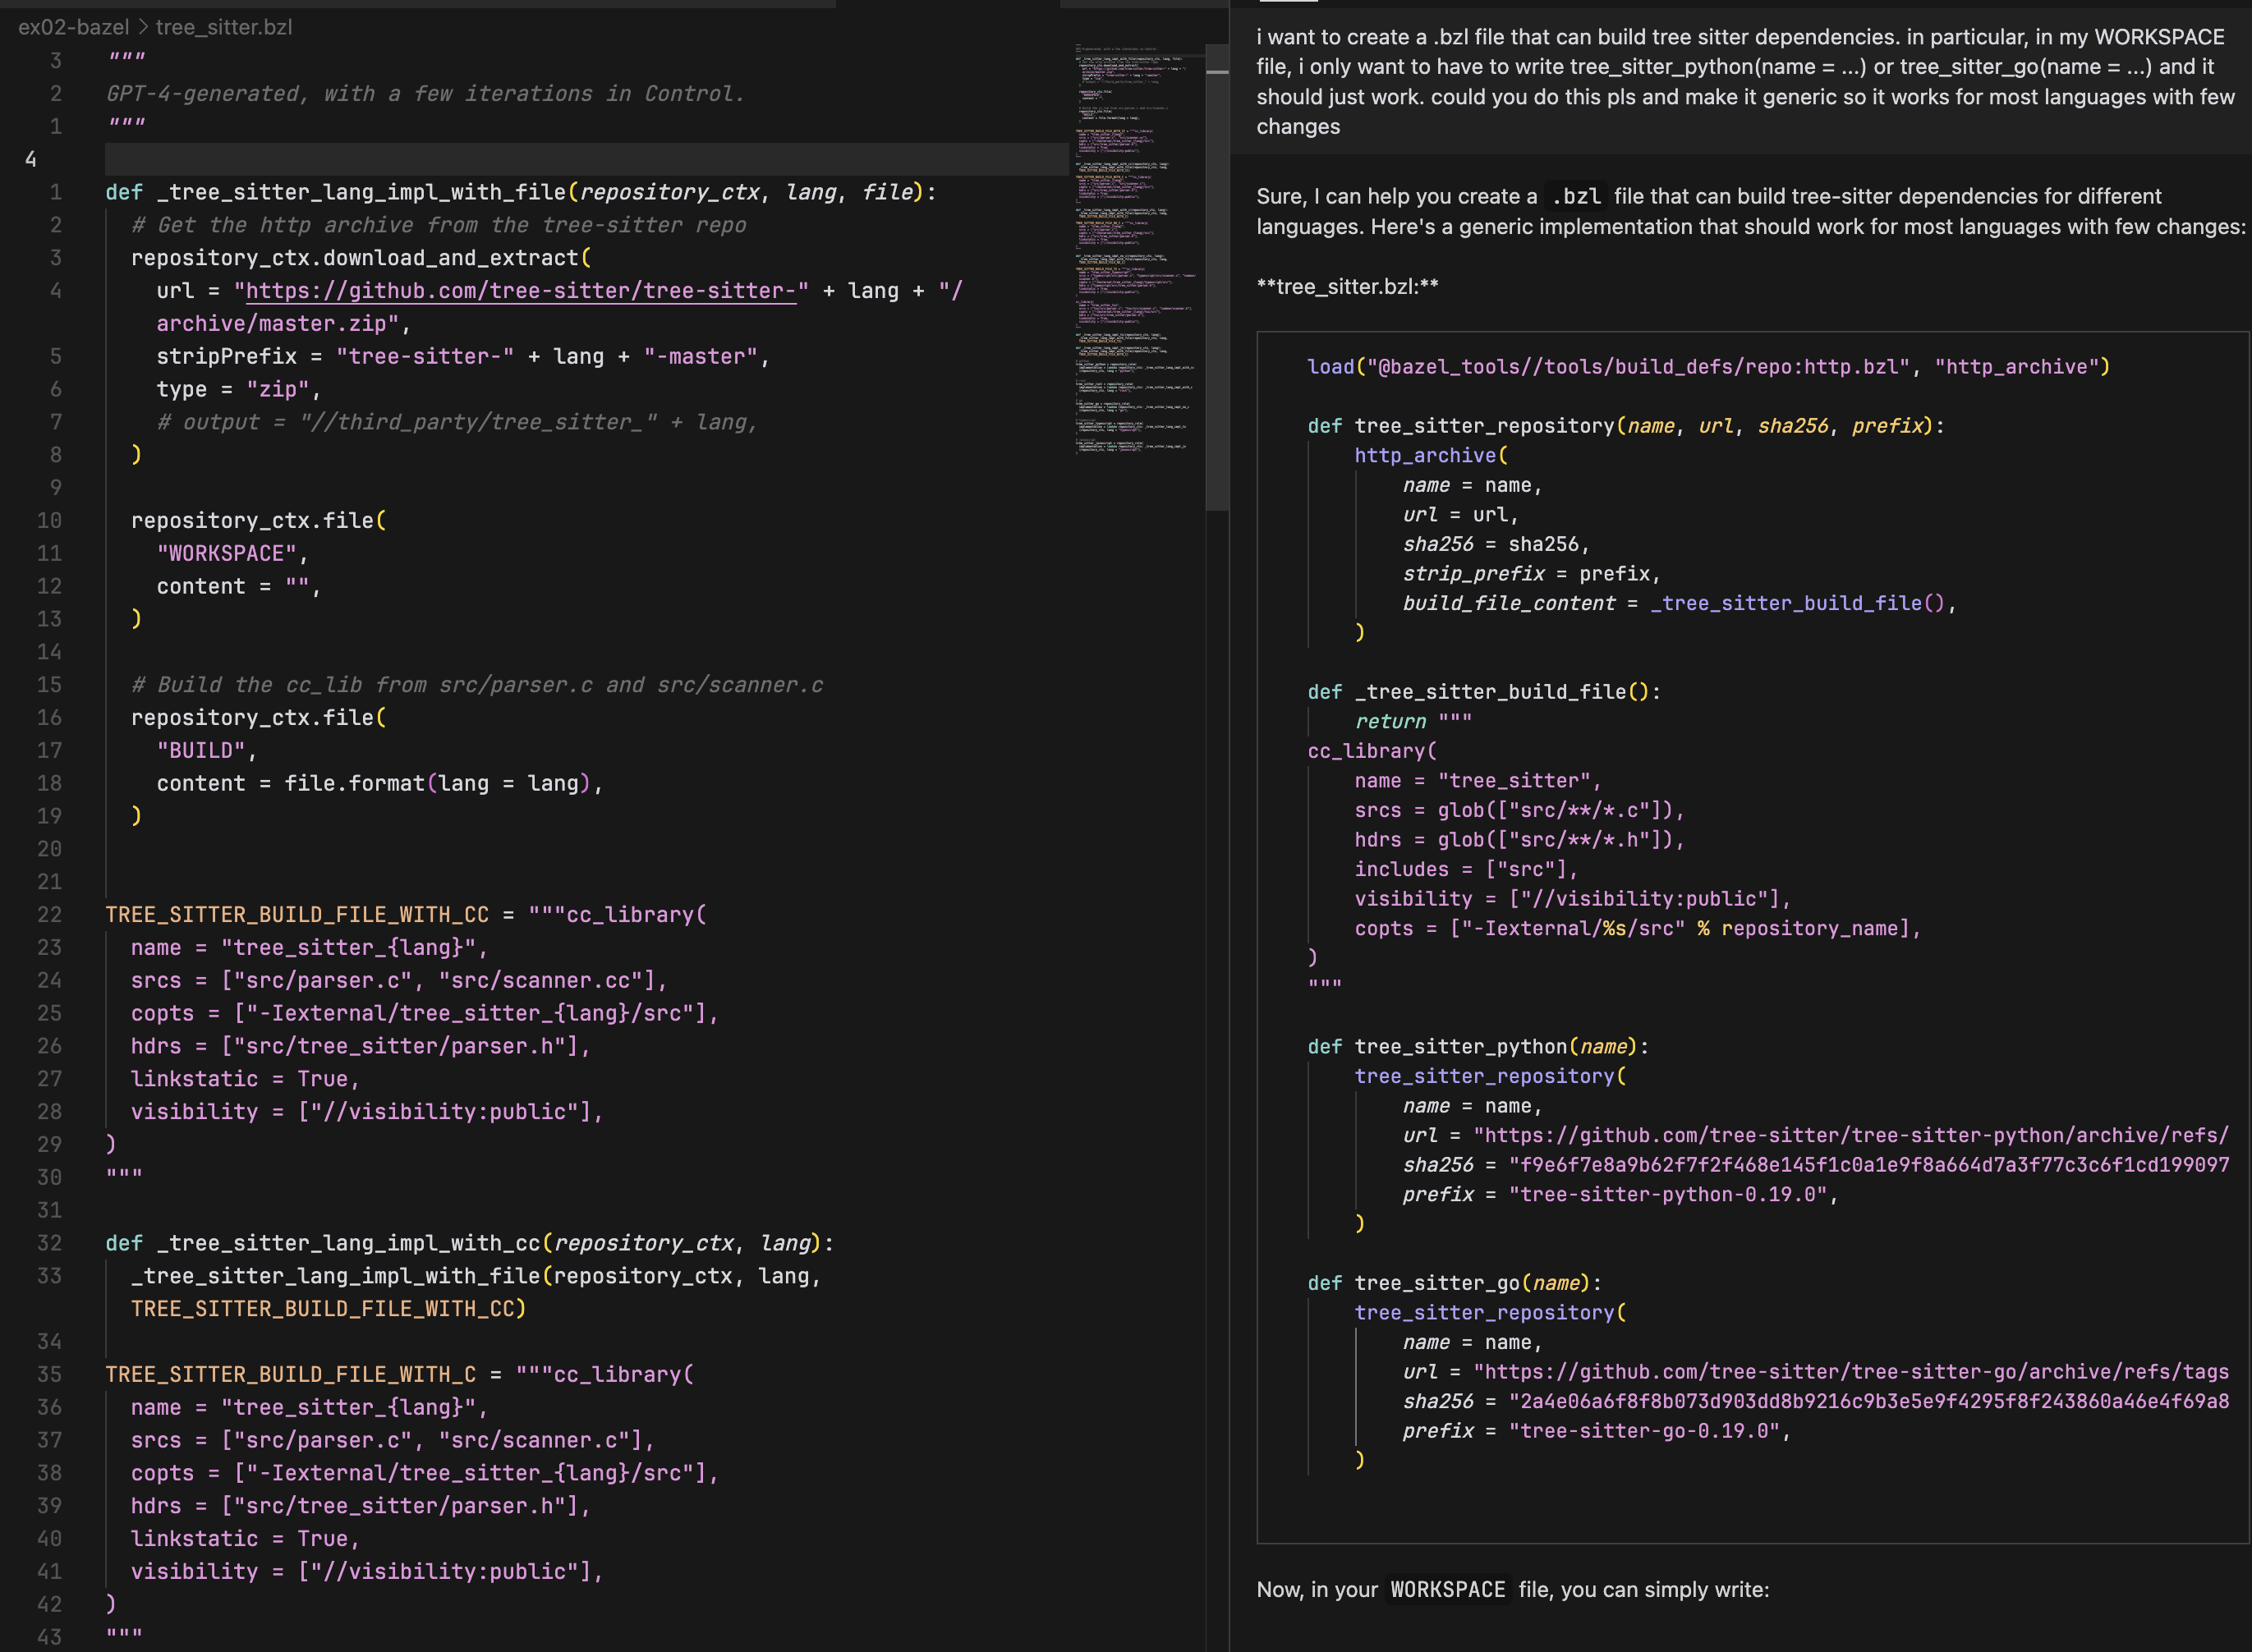 ex02-bazel > tree_sitter.bzl
3 """
2 GPT-4-generated, with a few iterations in Control.
1 """
4
1 def _tree_sitter_lang_impl_with_file(repository_ctx, lang, file):
2 # Get the http archive from the tree-sitter repo
3 repository_ctx.download_and_extract(
4 url = "https://github.com/tree-sitter/tree-sitter-" + lang + "/
archive/master.zip",
5 stripPrefix = "tree-sitter-" + lang + "-master",
6 type = "zip",
7 # output = "//third_party/tree_sitter_" + lang,
8 )
9
10 repository_ctx.file(
11 "WORKSPACE",
12 content = "",
13 )
14
15 # Build the cc_lib from src/parser.c and src/scanner.c
16 repository_ctx.file(
17 "BUILD",
18 content = file.format(lang = lang),
19 )
20
21
22 TREE_SITTER_BUILD_FILE_WITH_CC = """cc_library(
23 name = "tree_sitter_{lang}",
24 srcs = ["src/parser.c", "src/scanner.cc"],
25 copts = ["-Iexternal/tree_sitter_{lang}/src"],
26 hdrs = ["src/tree_sitter/parser.h"],
27 linkstatic = True,
28 visibility = ["//visibility:public"],
29 )
30 """
31
32 def _tree_sitter_lang_impl_with_cc(repository_ctx, lang):
33 _tree_sitter_lang_impl_with_file(repository_ctx, lang,
TREE_SITTER_BUILD_FILE_WITH_CC)
34
35 TREE_SITTER_BUILD_FILE_WITH_C = """cc_library(
36 name = "tree_sitter_{lang}",
37 srcs = ["src/parser.c", "src/scanner.c"],
38 copts = ["-Iexternal/tree_sitter_{lang}/src"],
39 hdrs = ["src/tree_sitter/parser.h"],
40 linkstatic = True,
41 visibility = ["//visibility:public"],
42 )
43 """
i want to create a .bzl file that can build tree sitter dependencies. in particular, in my WORKSPACE
file, i only want to have to write tree_sitter_python(name = ...) or tree_sitter_go(name = ...) and it
should just work. could you do this pls and make it generic so it works for most languages with few
changes
Sure, I can help you create a .bzl file that can build tree-sitter dependencies for different
languages. Here's a generic implementation that should work for most languages with few changes:
**tree_sitter.bzl:**
load("@bazel_tools//tools/build_defs/repo:http.bzl", "http_archive")
def tree_sitter_repository(name, url, sha256, prefix):
http_archive(
name = name,
url = url,
sha256 = sha256,
strip_prefix = prefix,
build_file_content = _tree_sitter_build_file(),
)
def _tree_sitter_build_file():
return """
cc_library(
name = "tree_sitter",
srcs = glob(["src/**/*.c"]),
hdrs = glob(["src/**/*.h"]),
includes = ["src"],
visibility = ["//visibility:public"],
copts = ["-Iexternal/%s/src" % repository_name],
)
"""
def tree_sitter_python(name):
tree_sitter_repository(
name = name,
url = "https://github.com/tree-sitter/tree-sitter-python/archive/refs/
sha256 = "f9e6f7e8a9b62f7f2f468e145f1c0a1e9f8a664d7a3f77c3c6f1cd199097
prefix = "tree-sitter-python-0.19.0",
)
def tree_sitter_go(name):
tree_sitter_repository(
name = name,
url = "https://github.com/tree-sitter/tree-sitter-go/archive/refs/tags
sha256 = "2a4e06a6f8f8b073d903dd8b9216c9b3e5e9f4295f8f243860a46e4f69a8
prefix = "tree-sitter-go-0.19.0",
)
Now, in your WORKSPACE file, you can simply write: